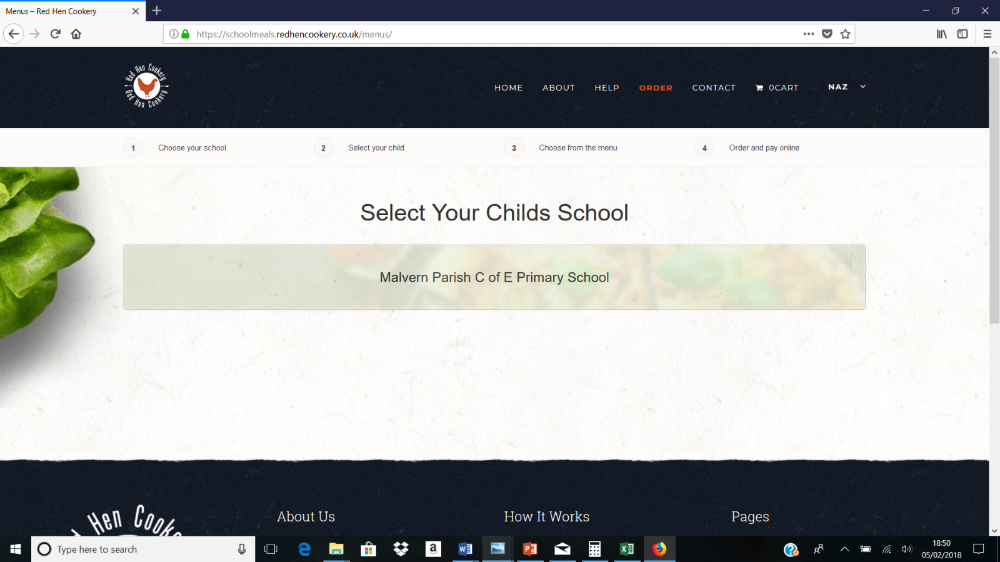 Menus – Red Hen Cookery
https://schoolmeals.redhencookery.co.uk/menus/
Red Hen Cookery
Red Hen Cookery
HOME
ABOUT
HELP
ORDER
CONTACT
0CART
NAZ
1 Choose your school
2 Select your child
3 Choose from the menu
4 Order and pay online
Select Your Childs School
Malvern Parish C of E Primary School
Hen Cooke
About Us
How It Works
Pages
Type here to search
18:50
05/02/2018